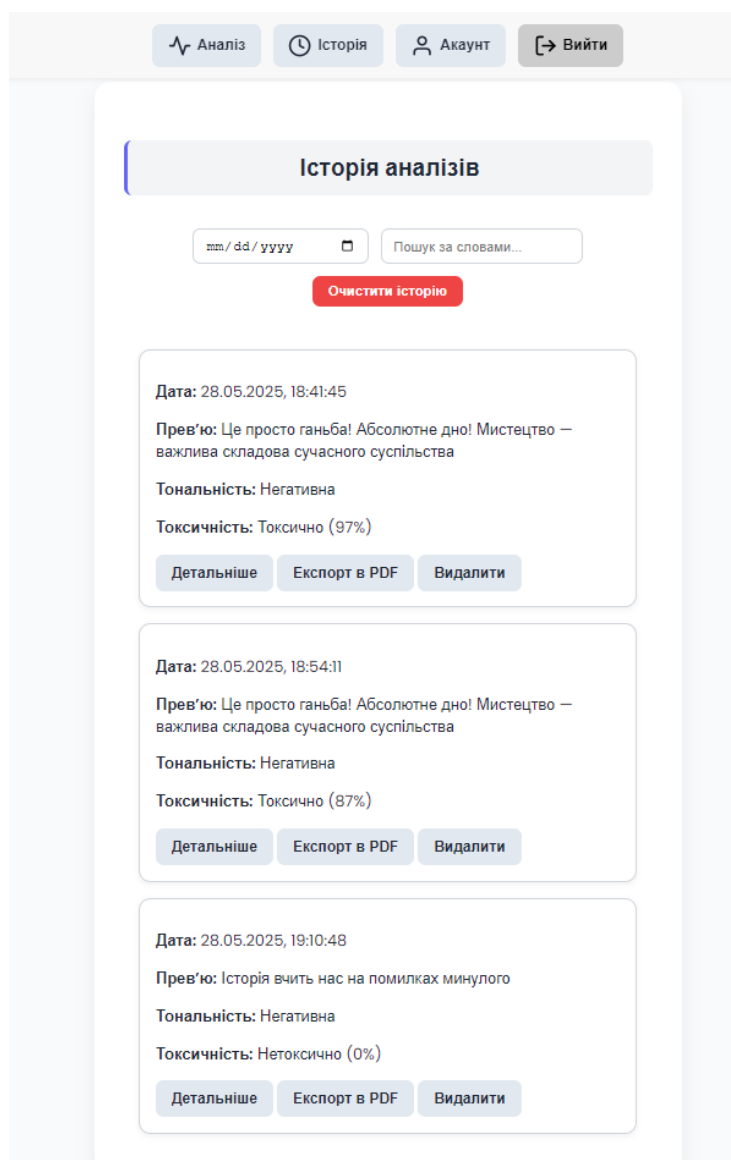 Аналіз Історія Акаунт Вийти
Історія аналізів
mm/dd/yyyy Пошук за словами...
Очистити історію
Дата: 28.05.2025, 18:41:45
Прев'ю: Це просто ганьба! Абсолютне дно! Мистецтво —
важлива складова сучасного суспільства
Тональність: Негативна
Токсичність: Токсично (97%)
Детальніше Експорт в PDF Видалити
Дата: 28.05.2025, 18:54:11
Прев'ю: Це просто ганьба! Абсолютне дно! Мистецтво —
важлива складова сучасного суспільства
Тональність: Негативна
Токсичність: Токсично (87%)
Детальніше Експорт в PDF Видалити
Дата: 28.05.2025, 19:10:48
Прев'ю: Історія вчить нас на помилках минулого
Тональність: Негативна
Токсичність: Нетоксично (0%)
Детальніше Експорт в PDF Видалити